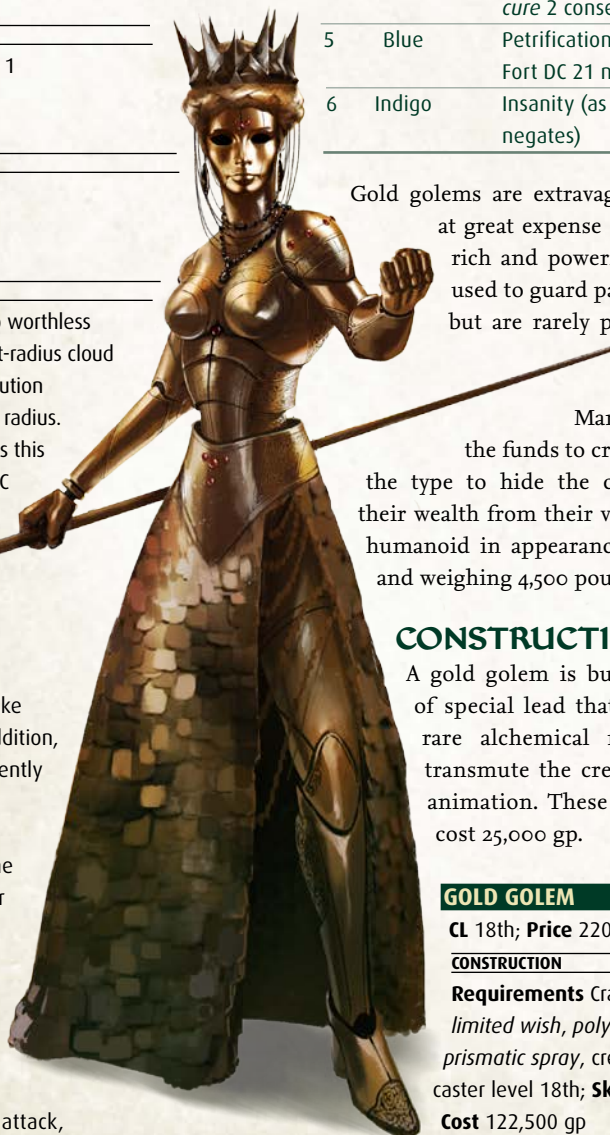 1
o worthless
t-radius cloud
ution
radius.
s this
C
ke
dition,
ently
ne
r
attack,
cure 2 conse
5 Blue Petrification
Fort DC 21 n
6 Indigo Insanity (as
negates)
Gold golems are extravag
at great expense
rich and power
used to guard pa
but are rarely p
Mar
the funds to cr
the type to hide the c
their wealth from their v
humanoid in appearanc
and weighing 4,500 pou
CONSTRUCTI
A gold golem is bu
of special lead that
rare alchemical r
transmute the cre
animation. These
cost 25,000 gp.
GOLD GOLEM
CL 18th; Price 220
CONSTRUCTION
Requirements Cra
limited wish, poly
prismatic spray, cre
caster level 18th; Sk
Cost 122,500 gp